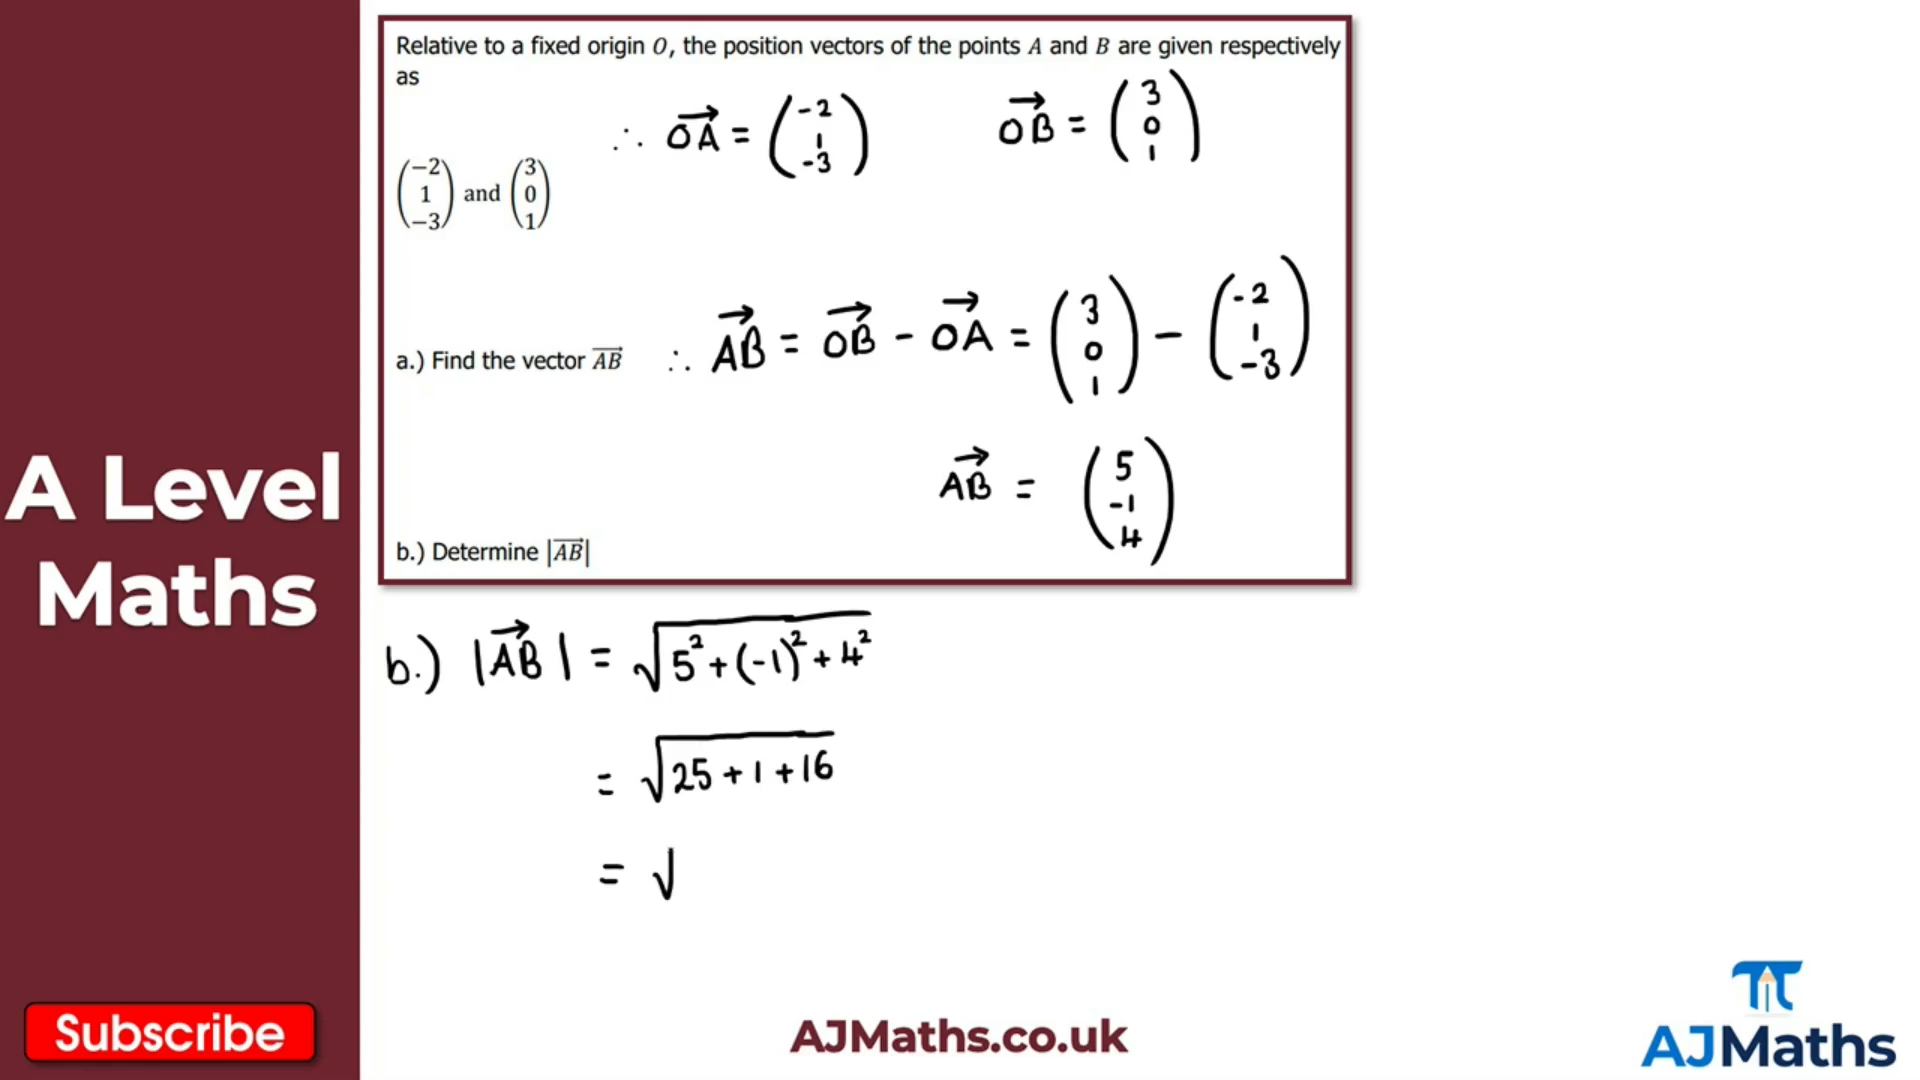 Relative to a fixed origin O, the position vectors of the points A and B are given respectively
as
∴ →OA = (-2 1 -3) →OB = (3 0 1)
(−2 1 −3) and (3 0 1)
a.) Find the vector →AB ∴ →AB = →OB - →OA = (3 0 1) - (-2 1 -3)
→AB = (5 -1 4)
b.) Determine |→AB|
b.) |→AB| = √5²+(-1)²+4²
= √25+1+16
= √
A Level
Maths
Subscribe
AJMaths.co.uk
AJMaths